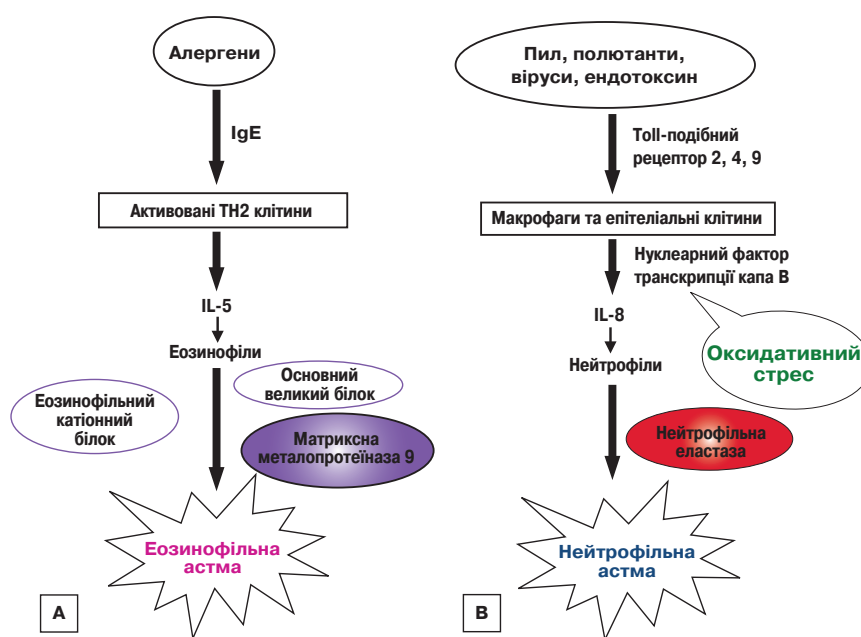 Алергени
IgE
Активовані ТН2 клітини
IL-5
Еозинофіли
Основний
великий білок
Еозинофільний
катіонний
білок
Матриксна
металопротеїназа 9
Еозинофільна
астма
A
Пил, полютанти,
віруси, ендотоксин
Toll-подібний
рецептор 2, 4, 9
Макрофаги та епітеліальні клітини
Нуклеарний фактор
транскрипції капа В
IL-8
Нейтрофіли
Оксидативний
стрес
Нейтрофільна
еластаза
Нейтрофільна
астма
B